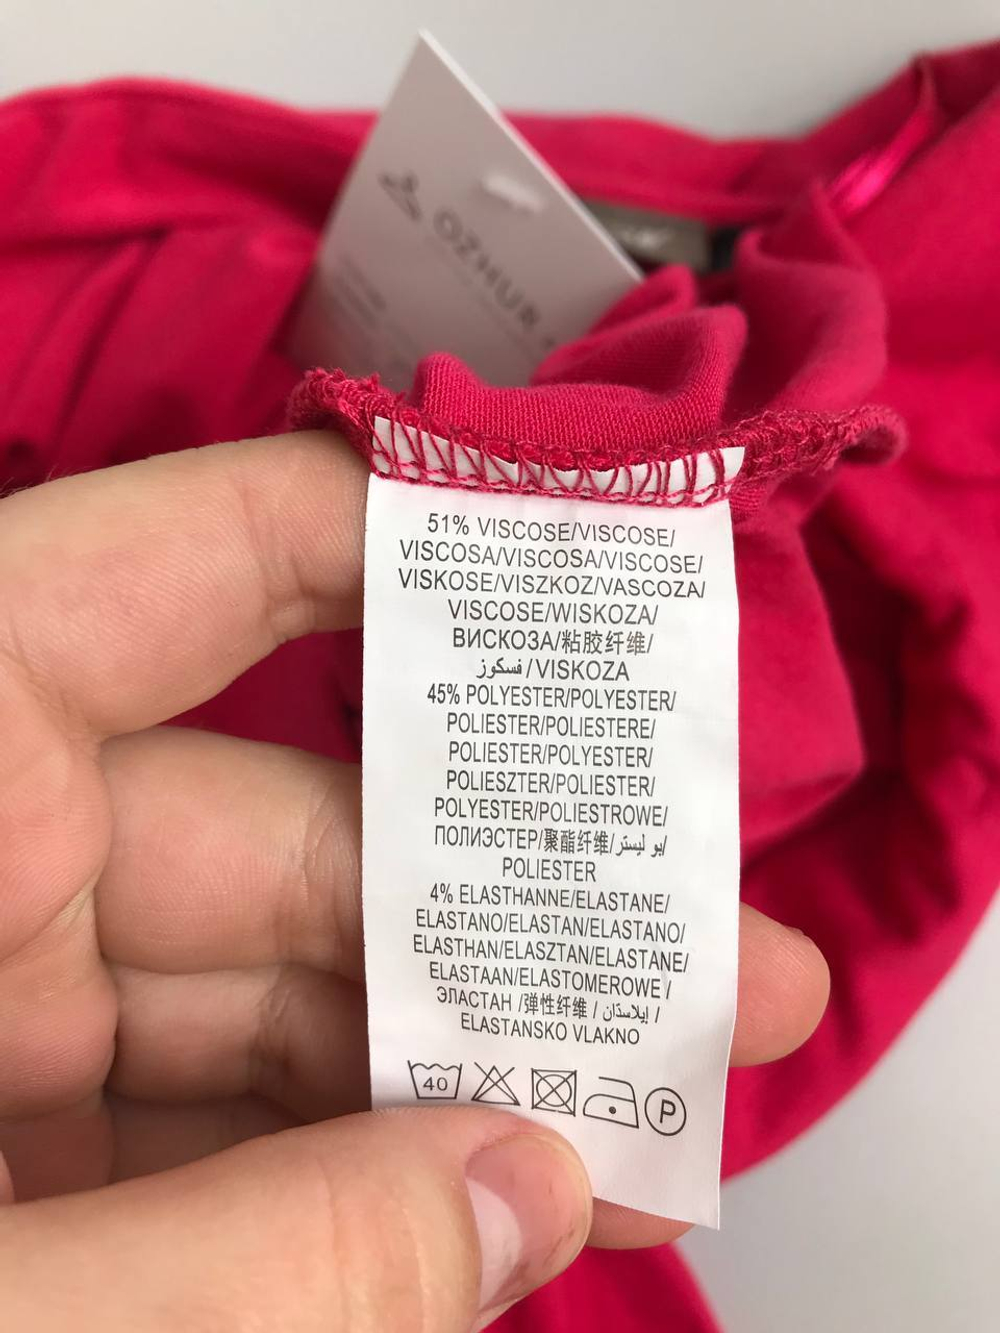 OZHUR
51% VISCOSE/VISCOSE/
VISCOSA/VISCOSA/VISCOSE/
VISKOSE/VISZKOZ/VASCOZA/
VISCOSE/WISKOZA/
ВИСКОЗА/粘胶纤维/
فسكوز/VISKOZA
45% POLYESTER/POLYESTER/
POLIESTER/POLIESTERE/
POLIESTER/POLYESTER/
POLIESZTER/POLIESTER/
POLYESTER/POLIESTROWE/
ПОЛИЭСТЕР/聚酯纤维/بو ليستر/
POLIESTER
4% ELASTHANNE/ELASTANE/
ELASTANO/ELASTAN/ELASTANO/
ELASTHAN/ELASZTAN/ELASTANE/
ELASTAAN/ELASTOMEROWE/
ЭЛАСТАН/弹性纤维/إيلاستان/
ELASTANSKO VLAKNO
40
P